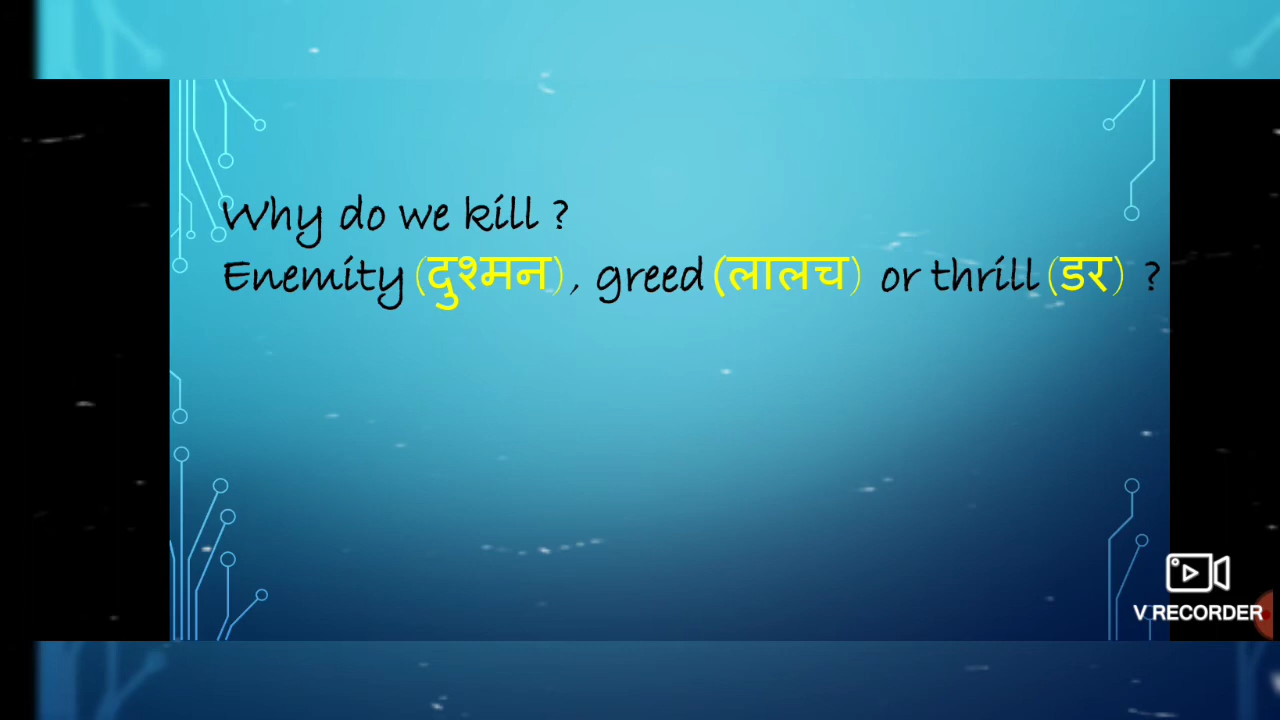 Why do we kill ?
Enemity (दुश्मन) , greed (लालच) or thrill (डर) ?
V RECORDER